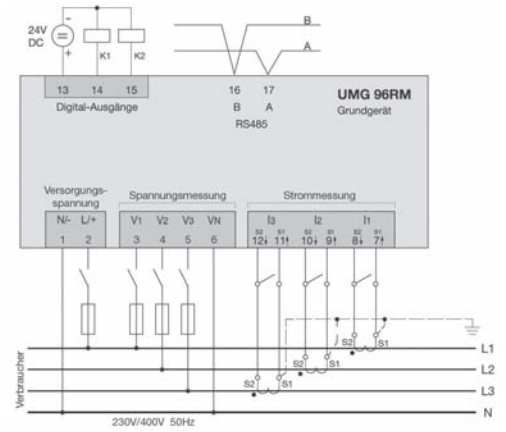 24V
DC
-
+
K1
K2
B
A
13 14 15
Digital-Ausgänge
16 17
B A
RS485
UMG 96RM
Grundgerät
Versorgungs-
spannung
Spannungsmessung
Strommessung
N/- L/+
V1 V2 V3 VN
I3 I2 I1
S2 S1 S2 S1 S2 S1
1 2 3 4 5 6 12 11 10 9 8 7
S2 S1
L1
S2 S1
L2
S2 S1
L3
N
Verbraucher
230V/400V 50Hz